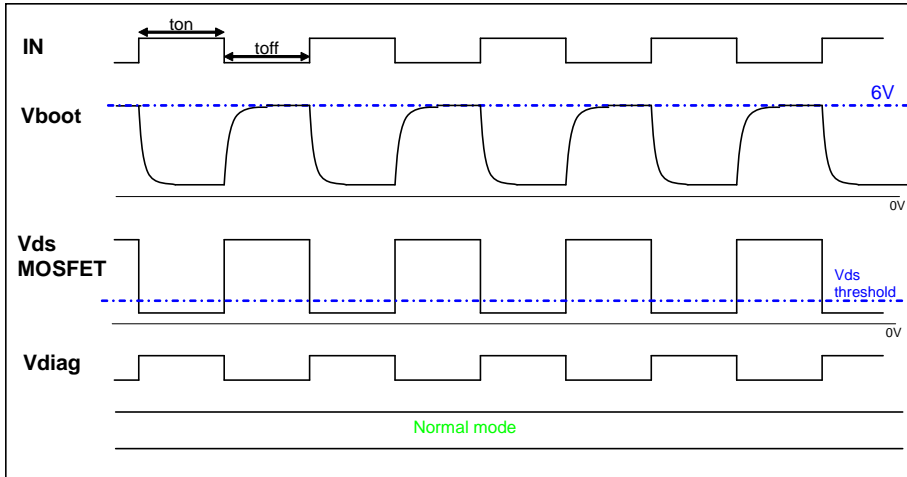 ton
IN
toff
6V
Vboot
0V
Vds
MOSFET
Vds
threshold
0V
Vdiag
Normal mode